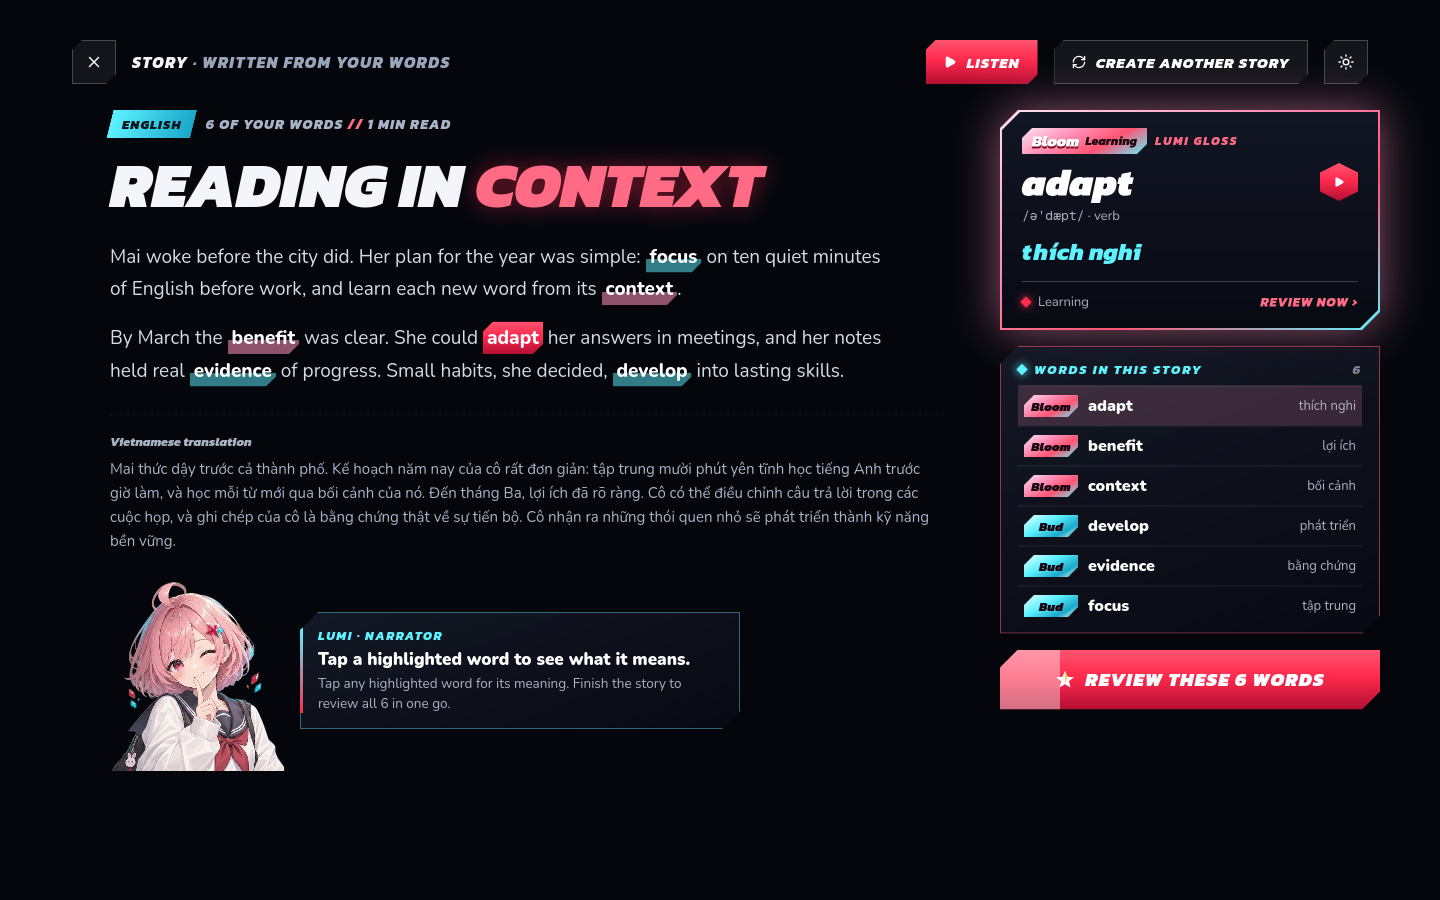 STORY · WRITTEN FROM YOUR WORDS
LISTEN
CREATE ANOTHER STORY
ENGLISH
6 OF YOUR WORDS // 1 MIN READ
READING IN CONTEXT
Mai woke before the city did. Her plan for the year was simple: focus on ten quiet minutes
of English before work, and learn each new word from its context.
By March the benefit was clear. She could adapt her answers in meetings, and her notes
held real evidence of progress. Small habits, she decided, develop into lasting skills.
Vietnamese translation
Mai thức dậy trước cả thành phố. Kế hoạch năm nay của cô rất đơn giản: tập trung mười phút yên tĩnh học tiếng Anh trước
giờ làm, và học mỗi từ mới qua bối cảnh của nó. Đến tháng Ba, lợi ích đã rõ ràng. Cô có thể điều chỉnh câu trả lời trong các
cuộc họp, và ghi chép của cô là bằng chứng thật về sự tiến bộ. Cô nhận ra những thói quen nhỏ sẽ phát triển thành kỹ năng
bền vững.
LUMI · NARRATOR
Tap a highlighted word to see what it means.
Tap any highlighted word for its meaning. Finish the story to
review all 6 in one go.
Bloom Learning LUMI GLOSS
adapt
/əˈdæpt/ · verb
thích nghi
Learning
REVIEW NOW ›
WORDS IN THIS STORY 6
Bloom adapt thích nghi
Bloom benefit lợi ích
Bloom context bối cảnh
Bud develop phát triển
Bud evidence bằng chứng
Bud focus tập trung
REVIEW THESE 6 WORDS